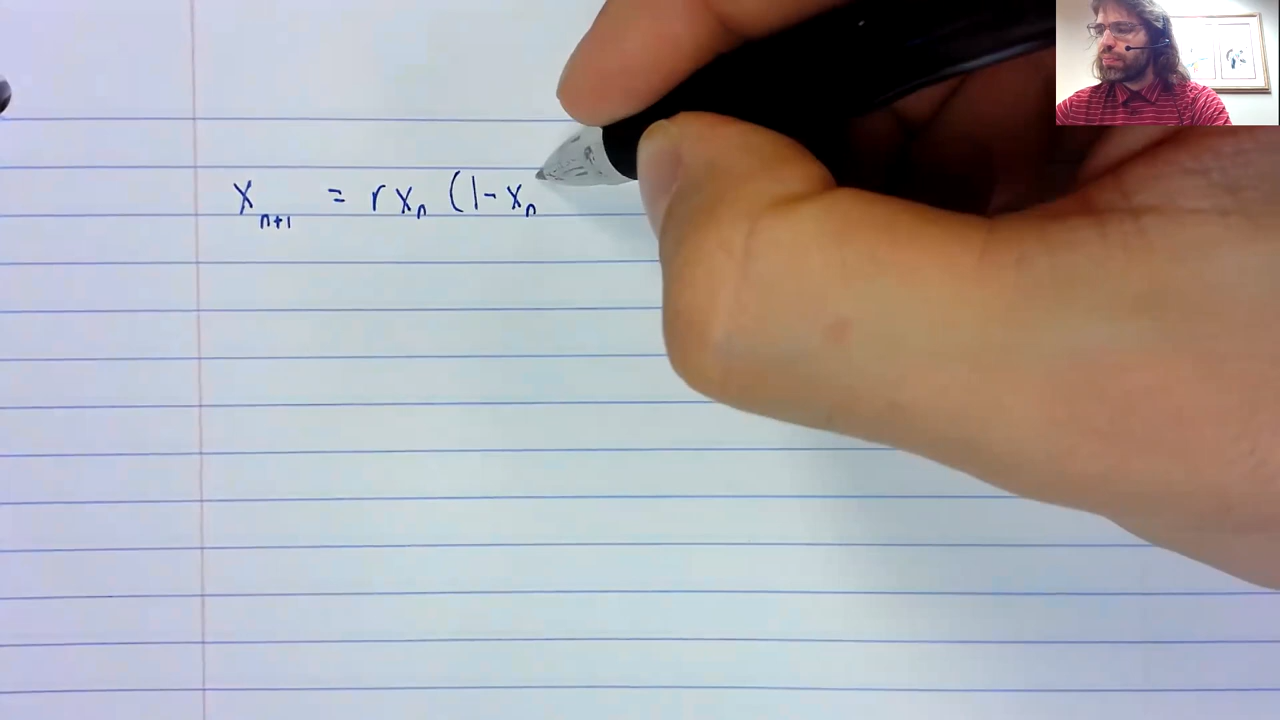 x_{n+1} = r x_n (1 - x_n